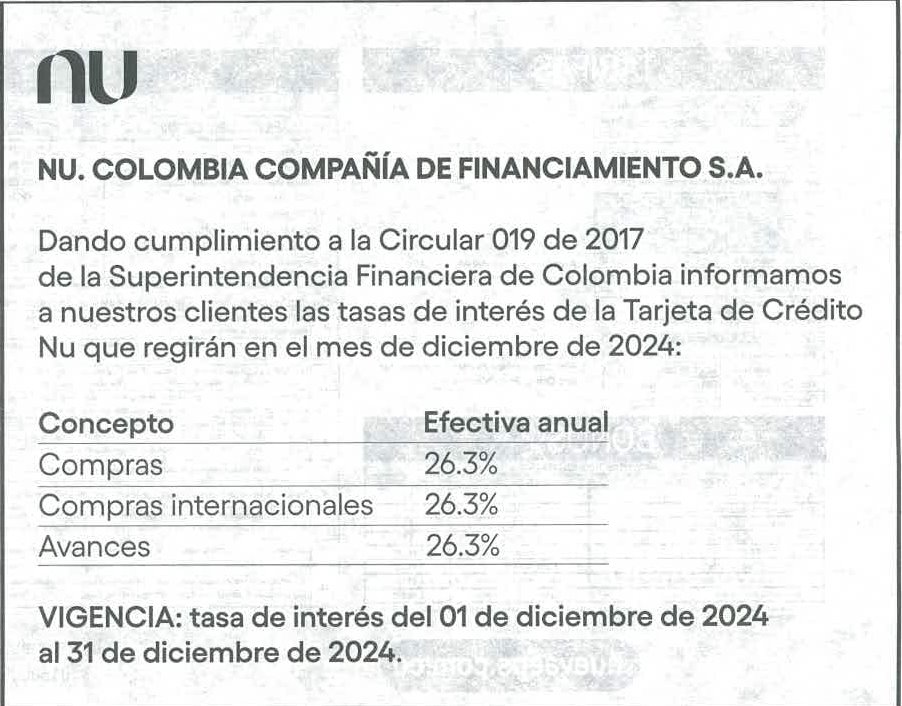 nu
NU. COLOMBIA COMPAÑÍA DE FINANCIAMIENTO S.A.
Dando cumplimiento a la Circular 019 de 2017
de la Superintendencia Financiera de Colombia informamos
a nuestros clientes las tasas de interés de la Tarjeta de Crédito
Nu que regirán en el mes de diciembre de 2024:
Concepto Efectiva anual
Compras 26.3%
Compras internacionales 26.3%
Avances 26.3%
VIGENCIA: tasa de interés del 01 de diciembre de 2024
al 31 de diciembre de 2024.